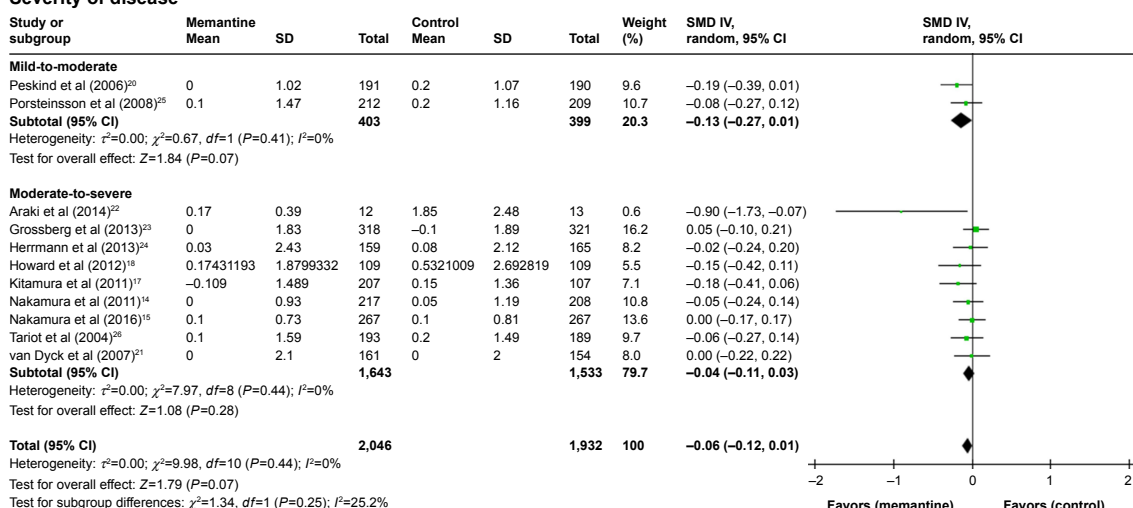 Severity of disease
Study or Memantine Control Weight SMD IV, SMD IV,
subgroup Mean SD Total Mean SD Total (%) random, 95% CI random, 95% CI
Mild-to-moderate
Peskind et al (2006)²⁰ 0 1.02 191 0.2 1.07 190 9.6 –0.19 (–0.39, 0.01)
Porsteinsson et al (2008)²⁵ 0.1 1.47 212 0.2 1.16 209 10.7 –0.08 (–0.27, 0.12)
Subtotal (95% CI) 403 399 20.3 –0.13 (–0.27, 0.01)
Heterogeneity: τ²=0.00; χ²=0.67, df=1 (P=0.41); I²=0%
Test for overall effect: Z=1.84 (P=0.07)
Moderate-to-severe
Araki et al (2014)²² 0.17 0.39 12 1.85 2.48 13 0.6 –0.90 (–1.73, –0.07)
Grossberg et al (2013)²³ 0 1.83 318 –0.1 1.89 321 16.2 0.05 (–0.10, 0.21)
Herrmann et al (2013)²⁴ 0.03 2.43 159 0.08 2.12 165 8.2 –0.02 (–0.24, 0.20)
Howard et al (2012)¹⁸ 0.17431193 1.8799332 109 0.5321009 2.692819 109 5.5 –0.15 (–0.42, 0.11)
Kitamura et al (2011)¹⁷ –0.109 1.489 207 0.15 1.36 107 7.1 –0.18 (–0.41, 0.06)
Nakamura et al (2011)¹⁴ 0 0.93 217 0.05 1.19 208 10.8 –0.05 (–0.24, 0.14)
Nakamura et al (2016)¹⁵ 0.1 0.73 267 0.1 0.81 267 13.6 0.00 (–0.17, 0.17)
Tariot et al (2004)²⁶ 0.1 1.59 193 0.2 1.49 189 9.7 –0.06 (–0.27, 0.14)
van Dyck et al (2007)²¹ 0 2.1 161 0 2 154 8.0 0.00 (–0.22, 0.22)
Subtotal (95% CI) 1,643 1,533 79.7 –0.04 (–0.11, 0.03)
Heterogeneity: τ²=0.00; χ²=7.97, df=8 (P=0.44); I²=0%
Test for overall effect: Z=1.08 (P=0.28)
Total (95% CI) 2,046 1,932 100 –0.06 (–0.12, 0.01)
Heterogeneity: τ²=0.00; χ²=9.98, df=10 (P=0.44); I²=0%
–2 –1 0 1 2
Test for overall effect: Z=1.79 (P=0.07)
Test for subgroup differences: χ²=1.34, df=1 (P=0.25); I²=25.2%
Favors (memantine) Favors (control)